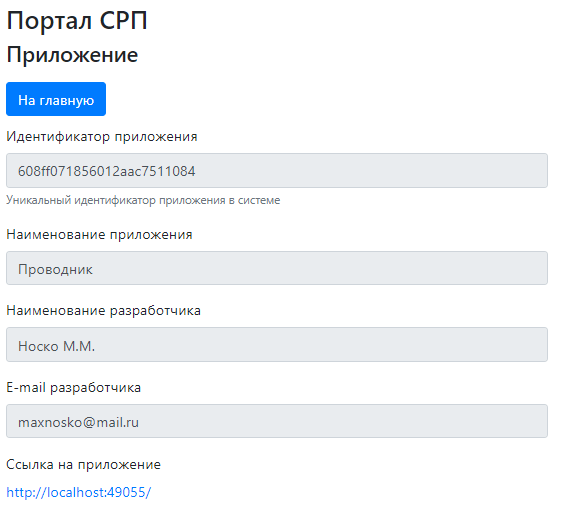 Портал СРП
Приложение
На главную
Идентификатор приложения
608ff071856012aac7511084
Уникальный идентификатор приложения в системе
Наименование приложения
Проводник
Наименование разработчика
Носко М.М.
E-mail разработчика
maxnosko@mail.ru
Ссылка на приложение
http://localhost:49055/